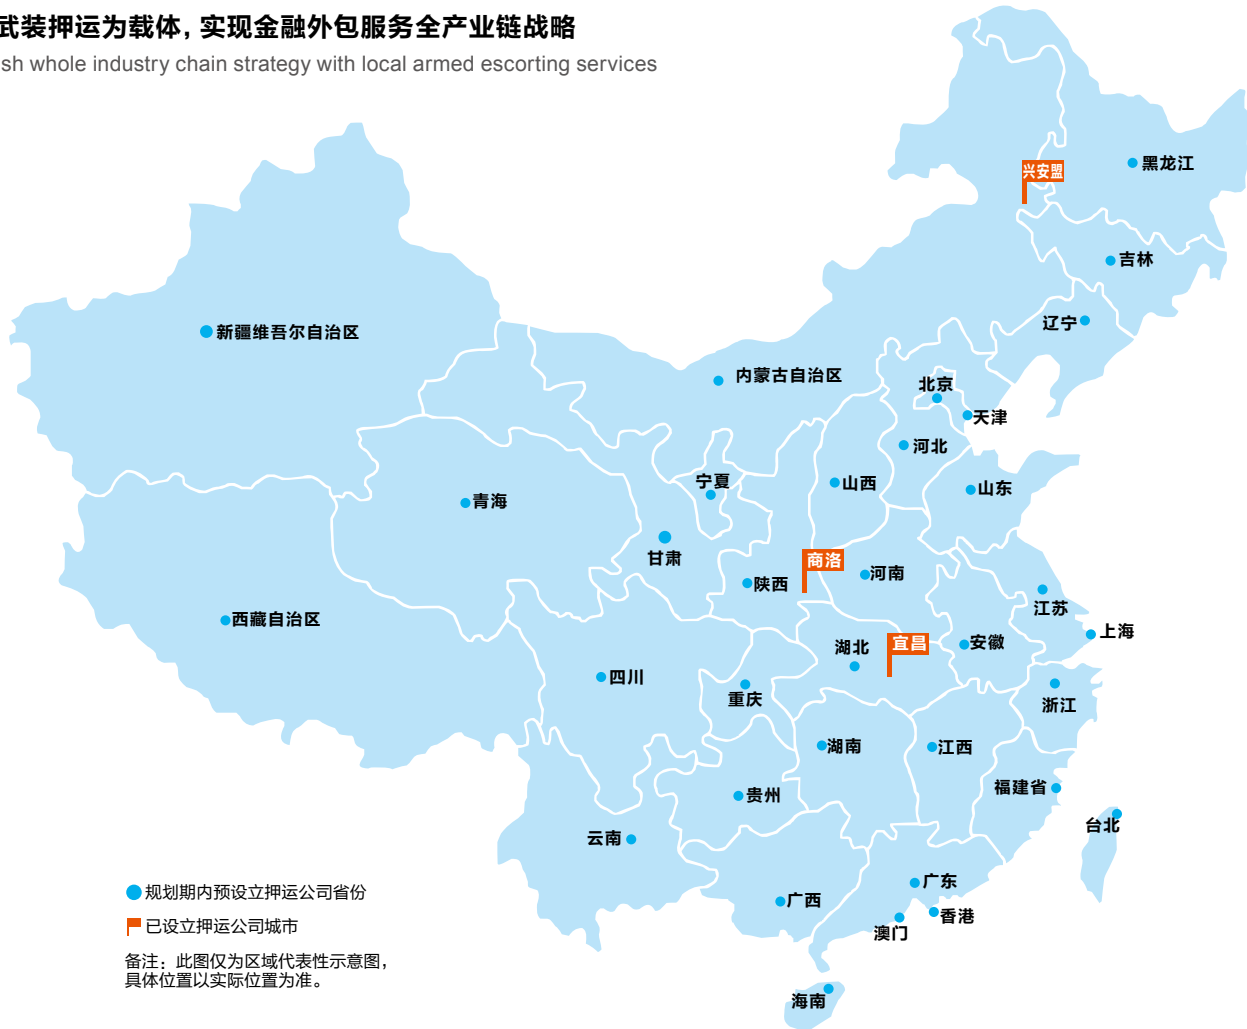 武装押运为载体，实现金融外包服务全产业链战略
sh whole industry chain strategy with local armed escorting services
黑龙江
兴安盟
吉林
辽宁
新疆维吾尔自治区
内蒙古自治区
北京
天津
河北
宁夏
山西
山东
青海
甘肃
商洛
河南
陕西
江苏
西藏自治区
上海
湖北
宜昌
安徽
四川
重庆
浙江
湖南
江西
福建省
贵州
台北
云南
广东
广西
香港
澳门
海南
规划期内预设立押运公司省份
已设立押运公司城市
备注：此图仅为区域代表性示意图，
具体位置以实际位置为准。